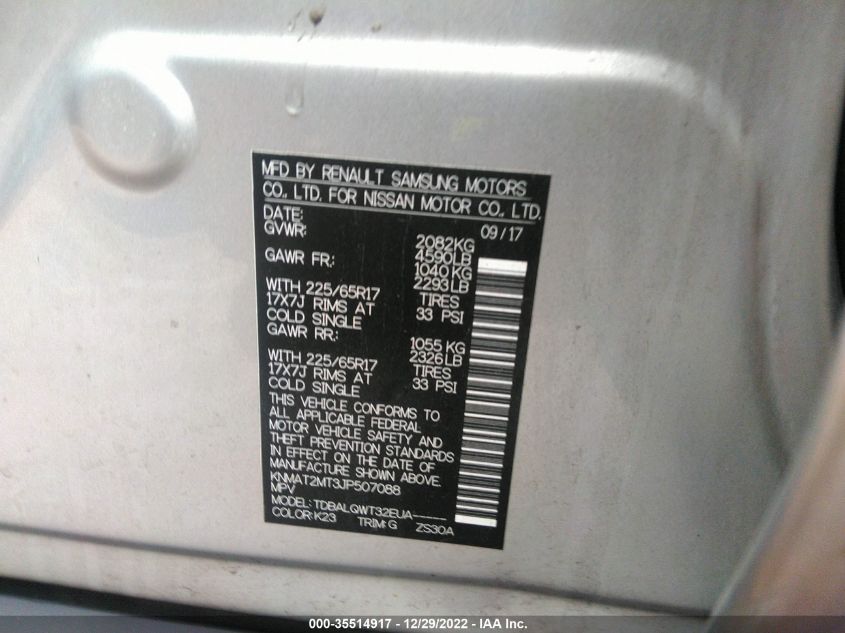 MFD BY RENAULT SAMSUNG MOTORS
CO., LTD. FOR NISSAN MOTOR CO., LTD.
DATE: 09/17
GVWR: 2082KG
4590LB
GAWR FR: 1040KG
2293LB
WITH 225/65R17 TIRES
17X7J RIMS AT 33 PSI
COLD SINGLE
GAWR RR: 1055KG
2326LB
WITH 225/65R17 TIRES
17X7J RIMS AT 33 PSI
COLD SINGLE
THIS VEHICLE CONFORMS TO
ALL APPLICABLE FEDERAL
MOTOR VEHICLE SAFETY AND
THEFT PREVENTION STANDARDS
IN EFFECT ON THE DATE OF
MANUFACTURE SHOWN ABOVE.
KNMAT2MT3JP507088
MPV
MODEL: TDBALQWT32EUA-----
COLOR:K23 TRIM:G ZS30A
000-35514917 - 12/29/2022 - IAA Inc.